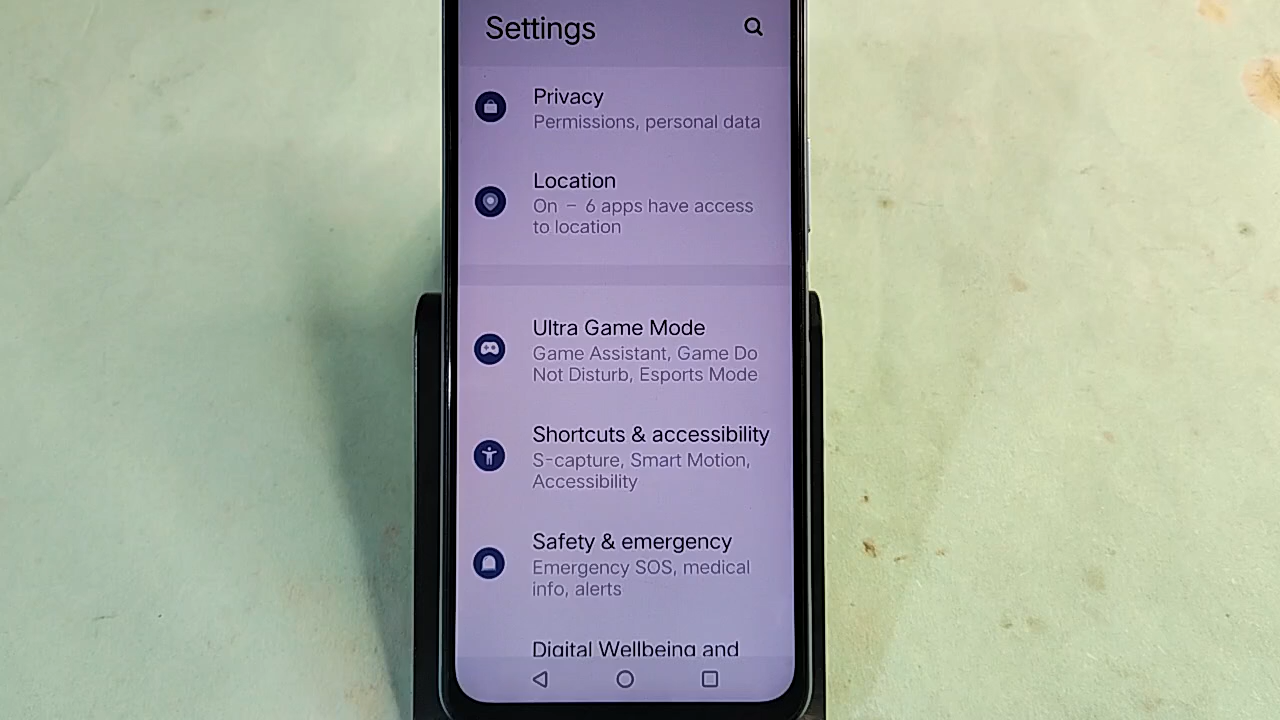 Settings
Privacy
Permissions, personal data
Location
On – 6 apps have access
to location
Ultra Game Mode
Game Assistant, Game Do
Not Disturb, Esports Mode
Shortcuts & accessibility
S-capture, Smart Motion,
Accessibility
Safety & emergency
Emergency SOS, medical
info, alerts
Digital Wellbeing and